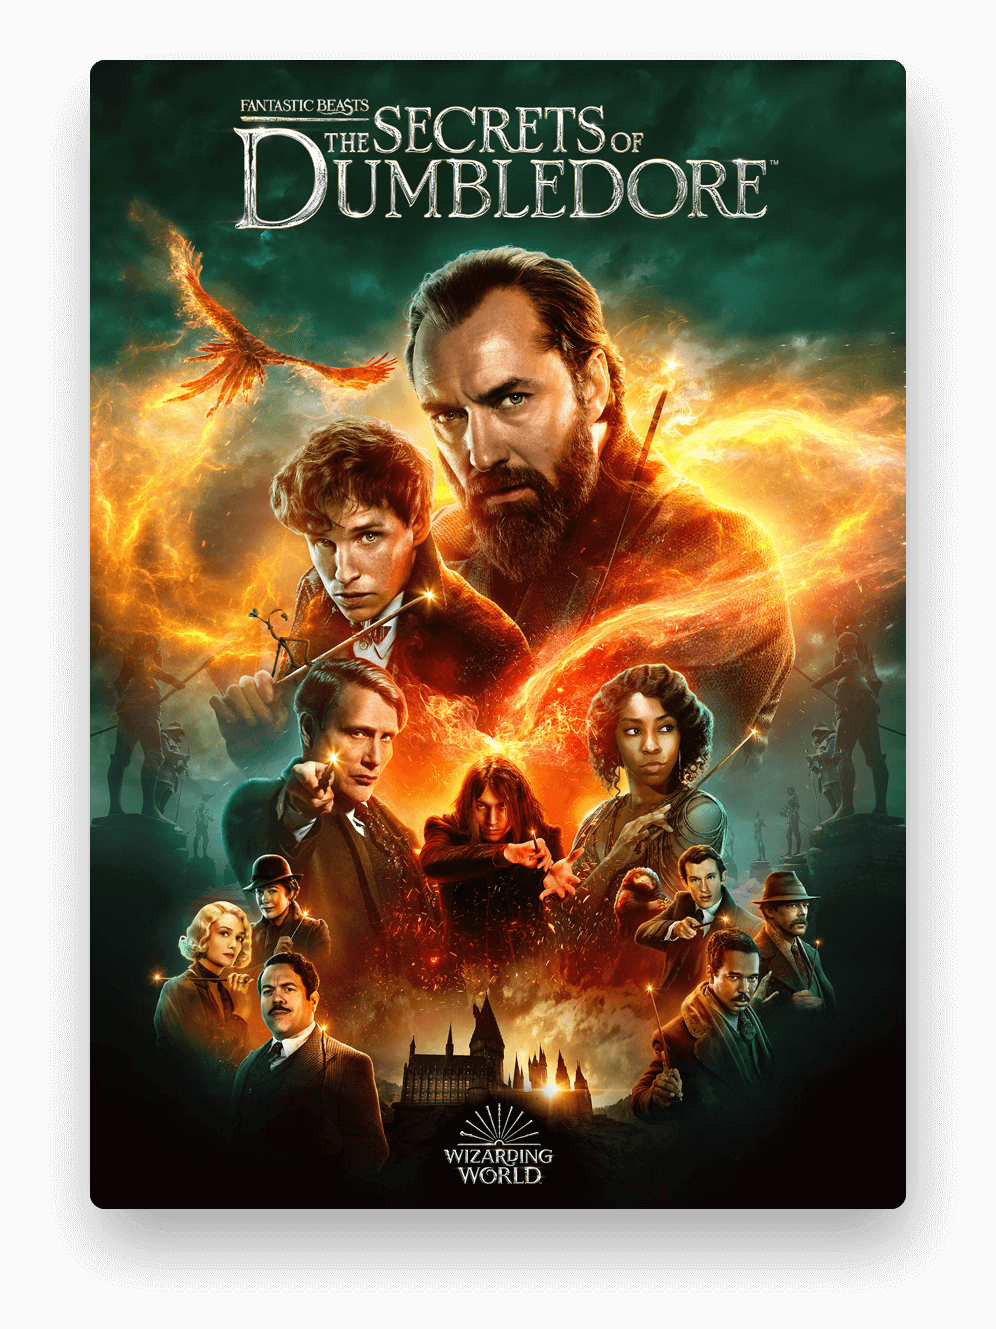 FANTASTIC BEASTS
THE SECRETS OF
DUMBLEDORE™
WIZARDING
WORLD